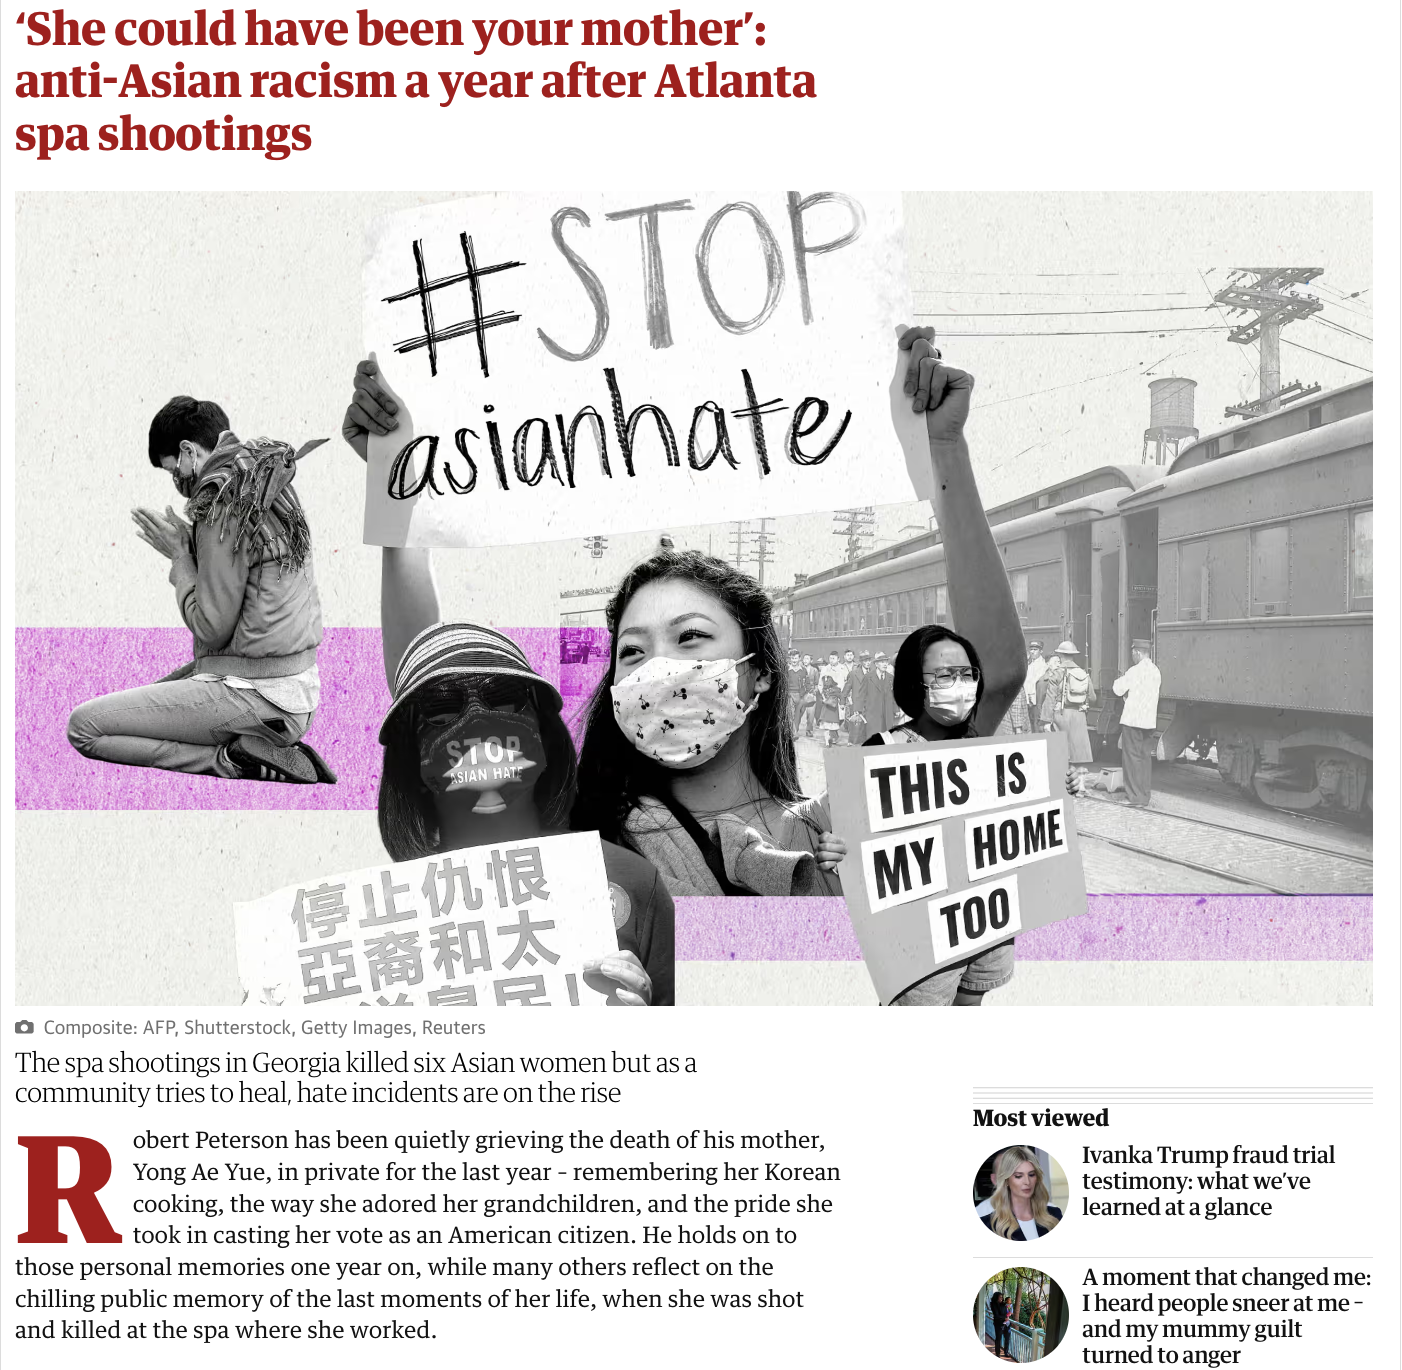 ‘She could have been your mother’:
anti-Asian racism a year after Atlanta
spa shootings
#STOP
asianhate
STOP
ASIAN HATE
停止仇恨
亞裔和太
THIS IS
MY HOME
TOO
Composite: AFP, Shutterstock, Getty Images, Reuters
The spa shootings in Georgia killed six Asian women but as a
community tries to heal, hate incidents are on the rise
Robert Peterson has been quietly grieving the death of his mother,
Yong Ae Yue, in private for the last year – remembering her Korean
cooking, the way she adored her grandchildren, and the pride she
took in casting her vote as an American citizen. He holds on to
those personal memories one year on, while many others reflect on the
chilling public memory of the last moments of her life, when she was shot
and killed at the spa where she worked.
Most viewed
Ivanka Trump fraud trial
testimony: what we’ve
learned at a glance
A moment that changed me:
I heard people sneer at me –
and my mummy guilt
turned to anger